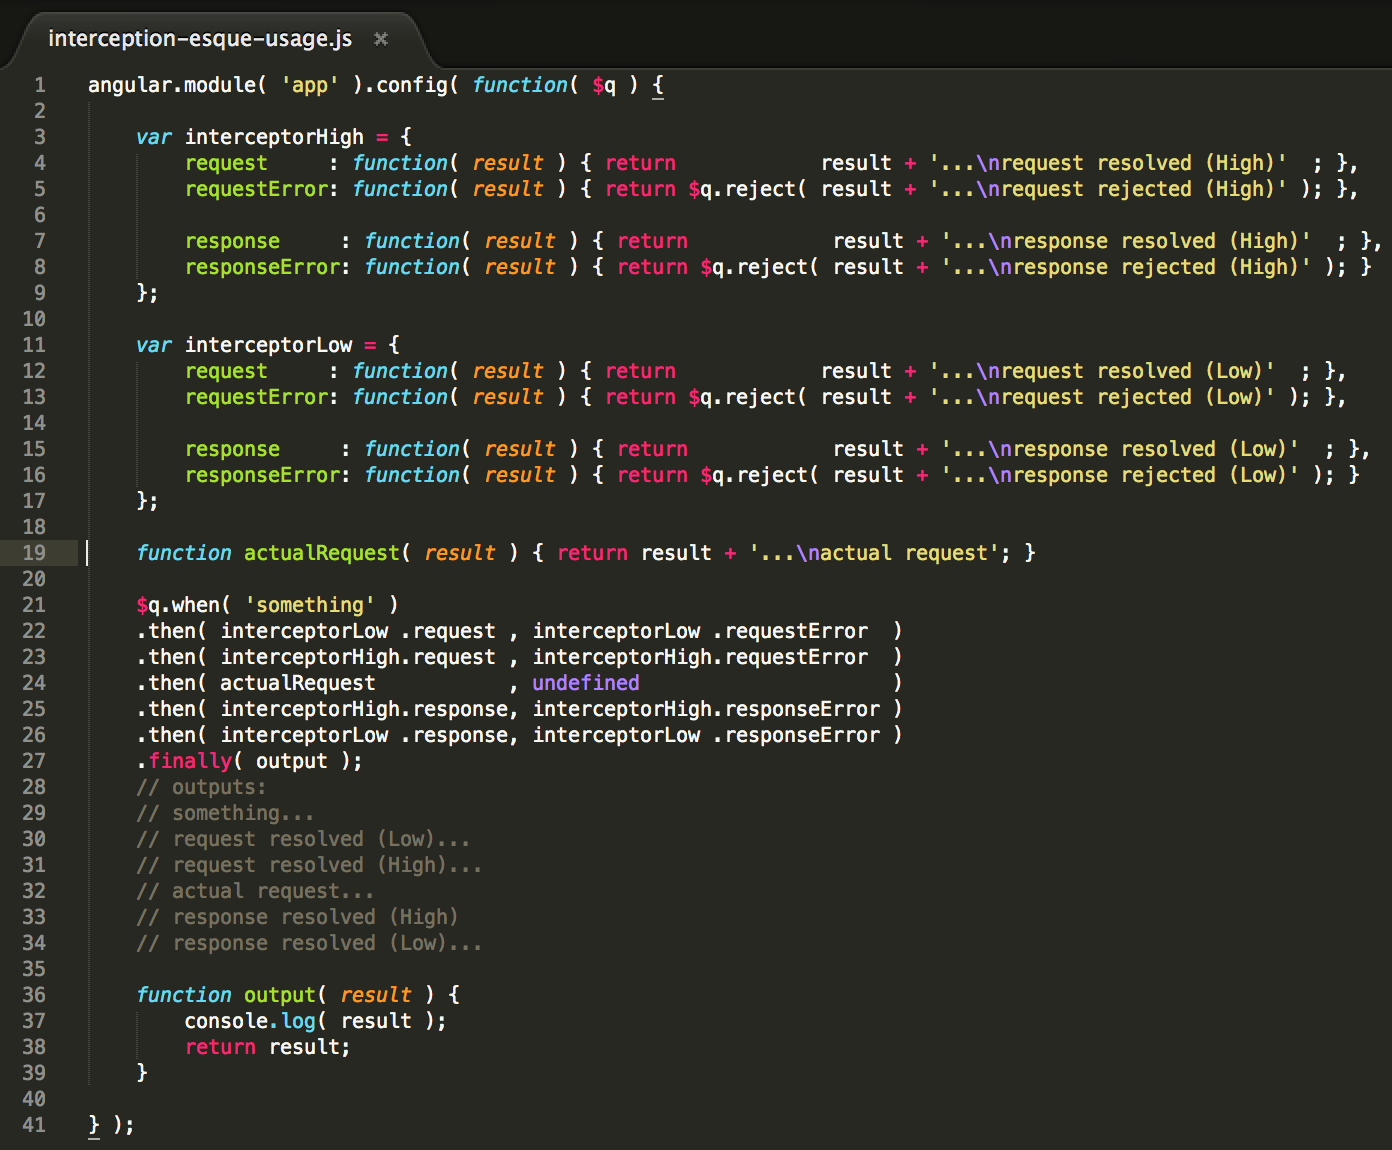 interception-esque-usage.js ×
1 angular.module( 'app' ).config( function( $q ) {
2
3     var interceptorHigh = {
4         request     : function( result ) { return            result + '...\nrequest resolved (High)'  ; },
5         requestError: function( result ) { return $q.reject( result + '...\nrequest rejected (High)' ); },
6
7         response     : function( result ) { return            result + '...\nresponse resolved (High)'  ; },
8         responseError: function( result ) { return $q.reject( result + '...\nresponse rejected (High)' ); }
9     };
10
11     var interceptorLow = {
12         request     : function( result ) { return            result + '...\nrequest resolved (Low)'  ; },
13         requestError: function( result ) { return $q.reject( result + '...\nrequest rejected (Low)' ); },
14
15         response     : function( result ) { return            result + '...\nresponse resolved (Low)'  ; },
16         responseError: function( result ) { return $q.reject( result + '...\nresponse rejected (Low)' ); }
17     };
18
19     function actualRequest( result ) { return result + '...\nactual request'; }
20
21     $q.when( 'something' )
22     .then( interceptorLow .request , interceptorLow .requestError  )
23     .then( interceptorHigh.request , interceptorHigh.requestError  )
24     .then( actualRequest           , undefined                     )
25     .then( interceptorHigh.response, interceptorHigh.responseError )
26     .then( interceptorLow .response, interceptorLow .responseError )
27     .finally( output );
28     // outputs:
29     // something...
30     // request resolved (Low)...
31     // request resolved (High)...
32     // actual request...
33     // response resolved (High)
34     // response resolved (Low)...
35
36     function output( result ) {
37         console.log( result );
38         return result;
39     }
40
41 } );